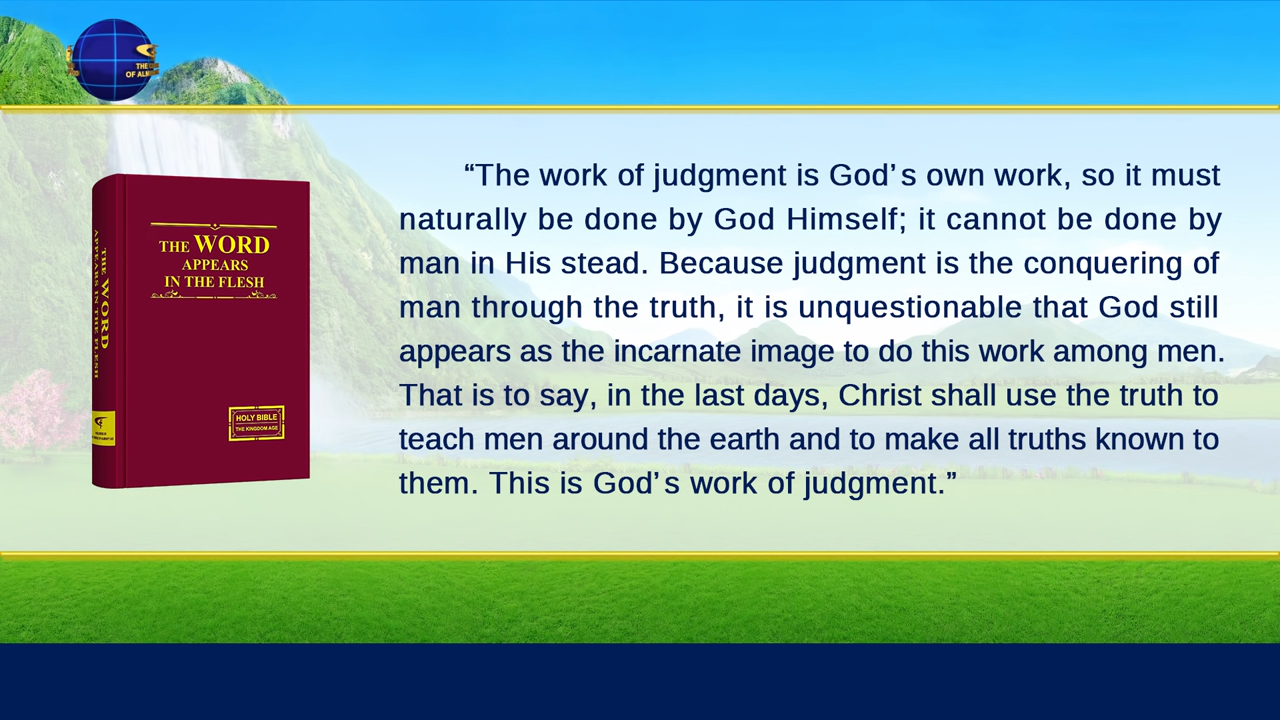 THE
OF ALM
THE WORD
APPEARS
IN THE FLESH
THE WORD
APPEARS IN THE FLESH
HOLY BIBLE
THE KINGDOM AGE
“The work of judgment is God’s own work, so it must
naturally be done by God Himself; it cannot be done by
man in His stead. Because judgment is the conquering of
man through the truth, it is unquestionable that God still
appears as the incarnate image to do this work among men.
That is to say, in the last days, Christ shall use the truth to
teach men around the earth and to make all truths known to
them. This is God’s work of judgment.”